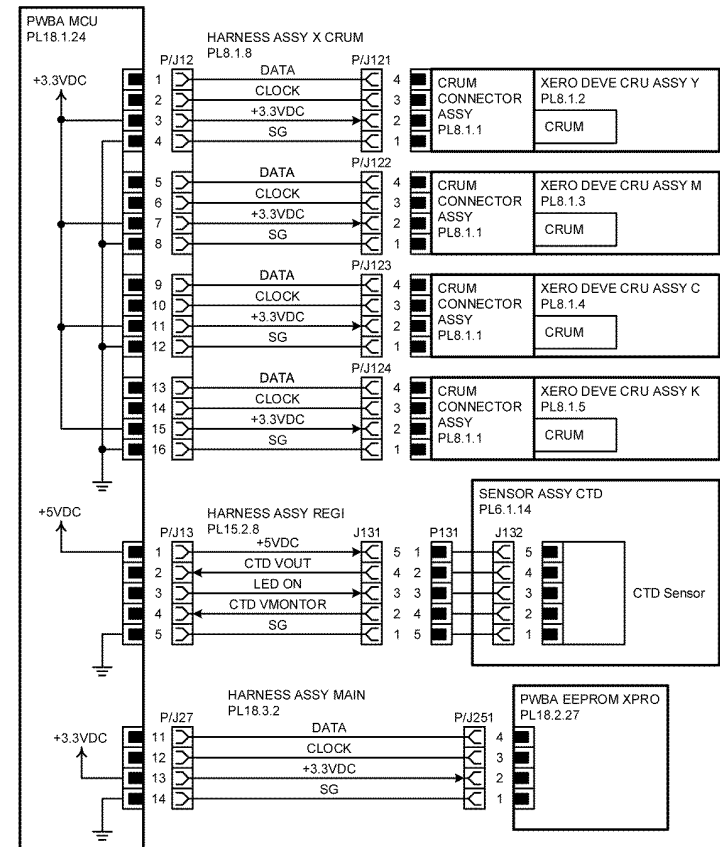 PWBA MCU
PL18.1.24
HARNESS ASSY X CRUM
PL8.1.8
P/J12
P/J121
+3.3VDC
1 DATA 4
2 CLOCK 3
3 +3.3VDC 2
4 SG 1
CRUM
CONNECTOR
ASSY
PL8.1.1
XERO DEVE CRU ASSY Y
PL8.1.2
CRUM
P/J122
5 DATA 4
6 CLOCK 3
7 +3.3VDC 2
8 SG 1
CRUM
CONNECTOR
ASSY
PL8.1.1
XERO DEVE CRU ASSY M
PL8.1.3
CRUM
P/J123
9 DATA 4
10 CLOCK 3
11 +3.3VDC 2
12 SG 1
CRUM
CONNECTOR
ASSY
PL8.1.1
XERO DEVE CRU ASSY C
PL8.1.4
CRUM
P/J124
13 DATA 4
14 CLOCK 3
15 +3.3VDC 2
16 SG 1
CRUM
CONNECTOR
ASSY
PL8.1.1
XERO DEVE CRU ASSY K
PL8.1.5
CRUM
+5VDC
HARNESS ASSY REGI
PL15.2.8
P/J13
J131
P131
J132
SENSOR ASSY CTD
PL6.1.14
1 +5VDC 5 1 5
2 CTD VOUT 4 2 4
3 LED ON 3 3 3
4 CTD VMONTOR 2 4 2
5 SG 1 5 1
CTD Sensor
HARNESS ASSY MAIN
PL18.3.2
P/J27
P/J251
PWBA EEPROM XPRO
PL18.2.27
+3.3VDC
11 DATA 4
12 CLOCK 3
13 +3.3VDC 2
14 SG 1